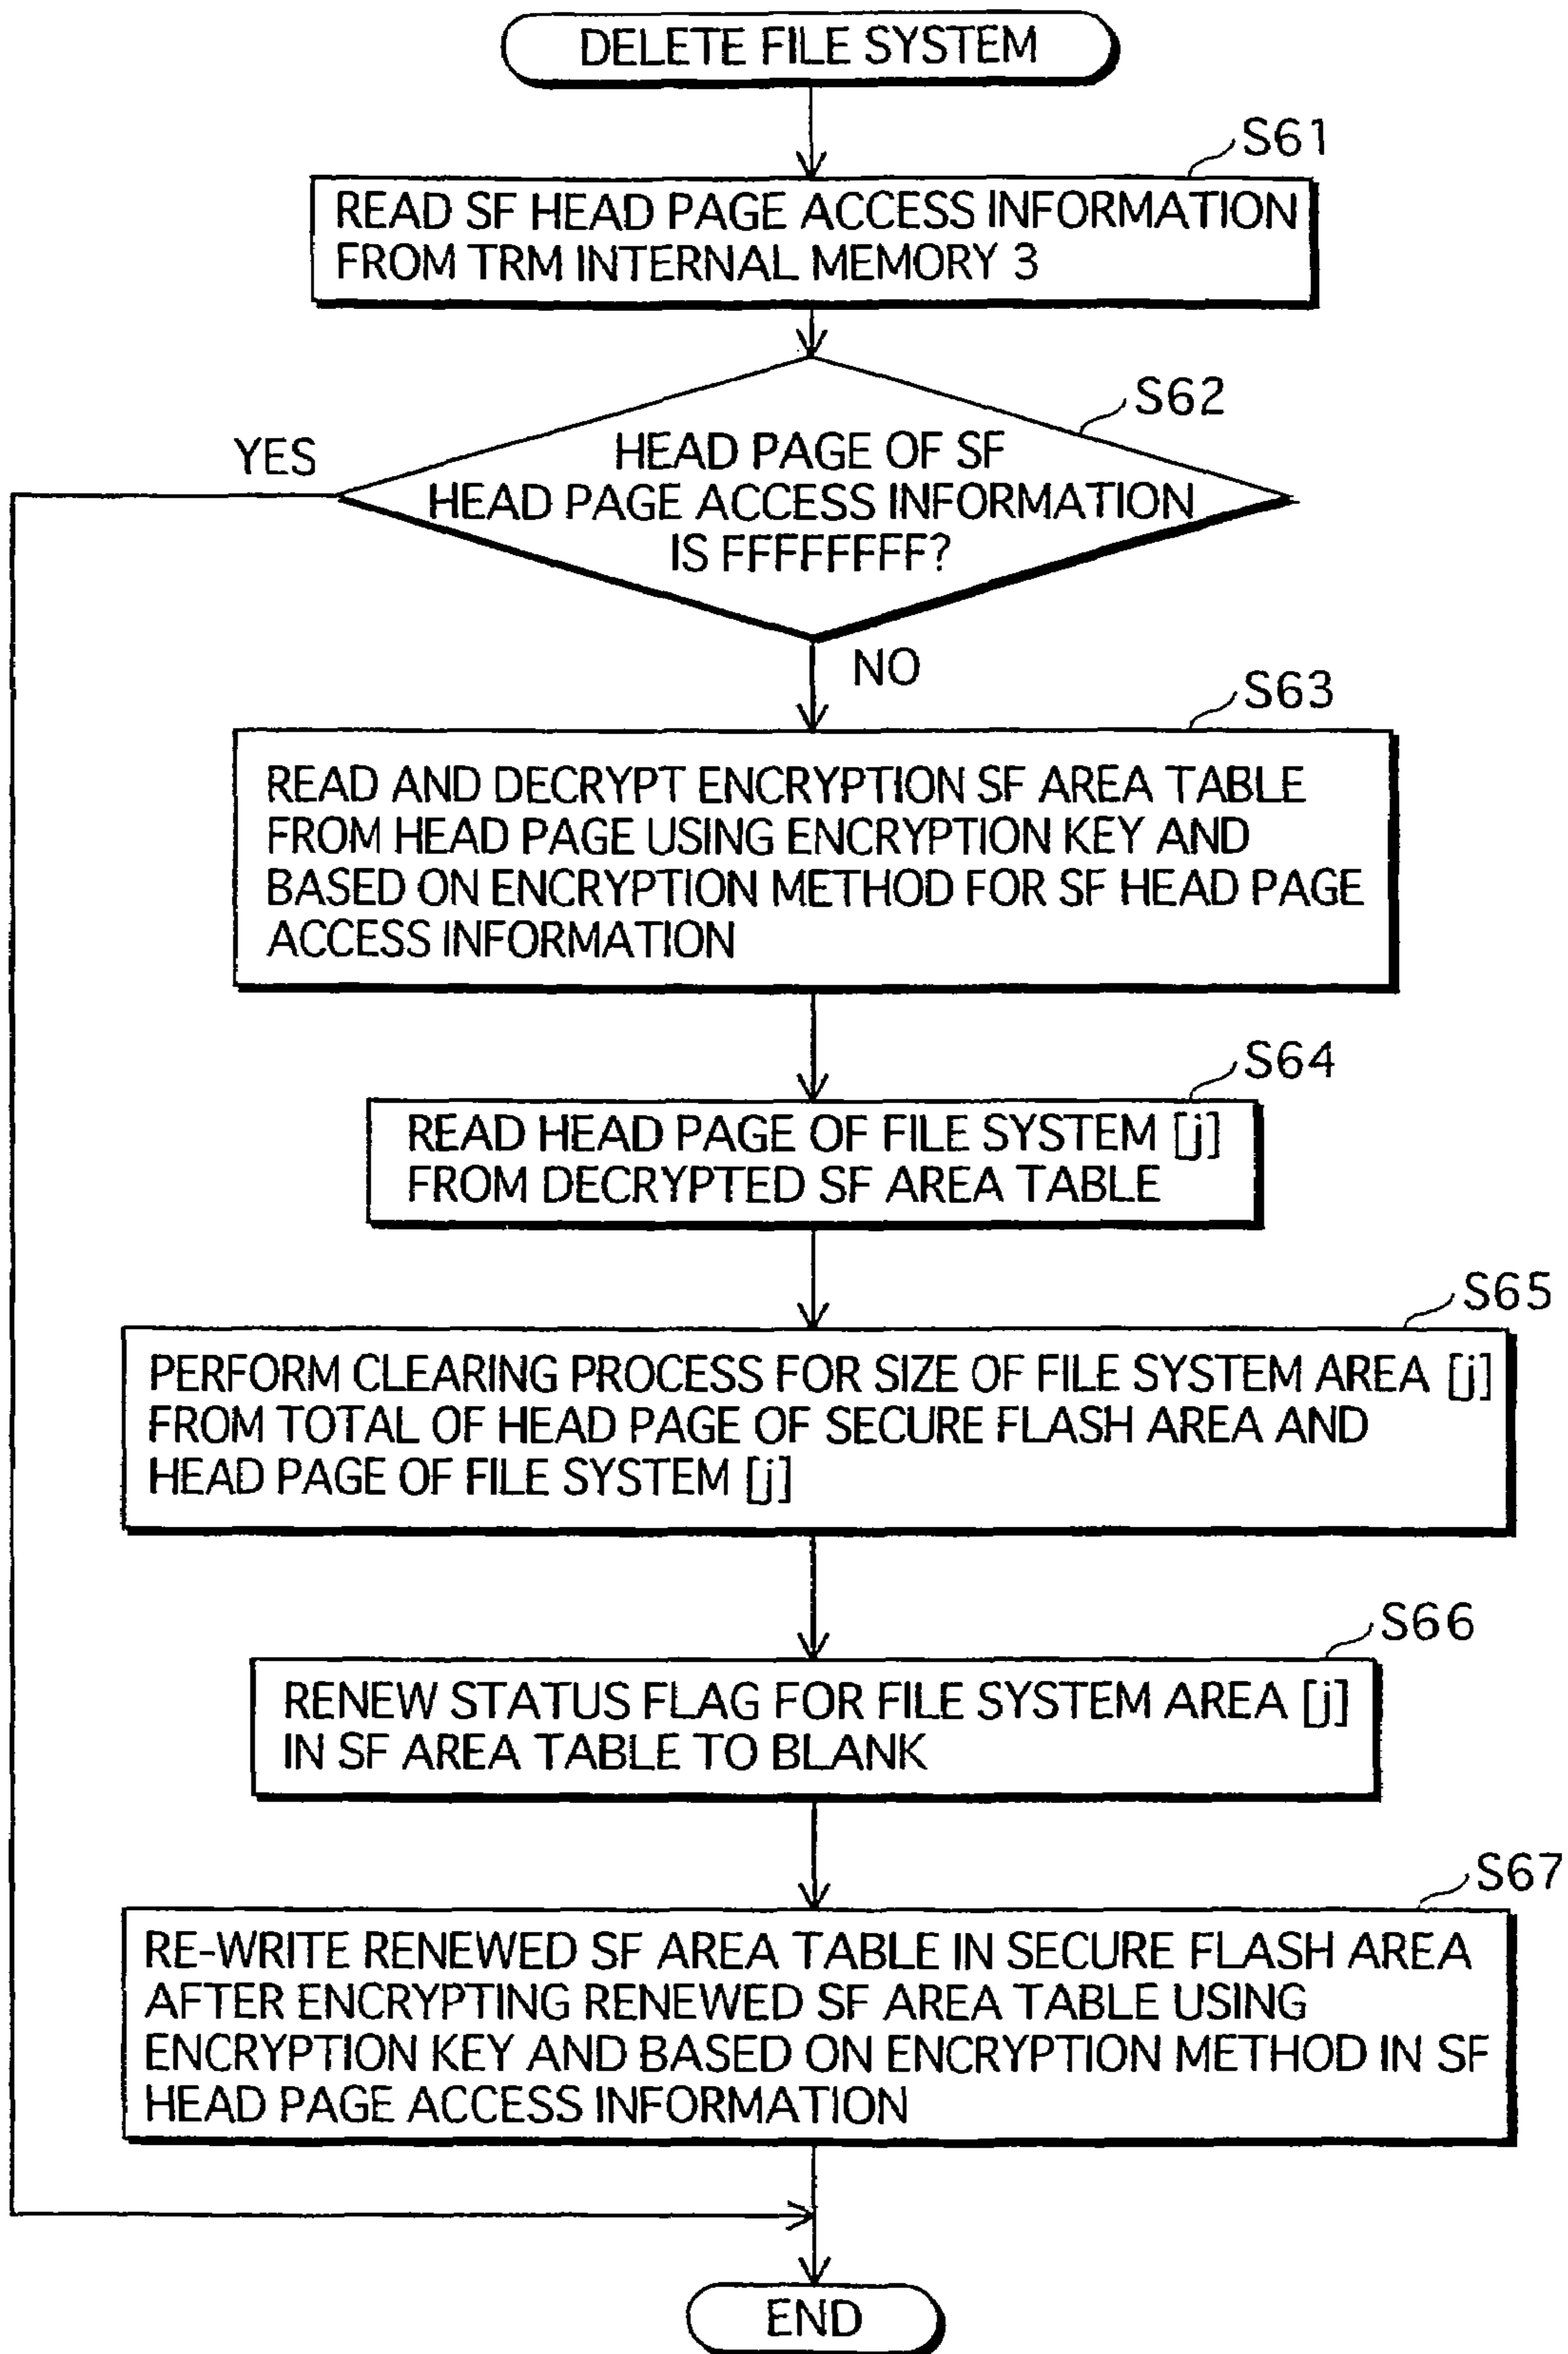 DELETE FILE SYSTEM
S61
READ SF HEAD PAGE ACCESS INFORMATION
FROM TRM INTERNAL MEMORY 3
S62
YES
HEAD PAGE OF SF
HEAD PAGE ACCESS INFORMATION
IS FFFFFFFF?
NO
S63
READ AND DECRYPT ENCRYPTION SF AREA TABLE
FROM HEAD PAGE USING ENCRYPTION KEY AND
BASED ON ENCRYPTION METHOD FOR SF HEAD PAGE
ACCESS INFORMATION
S64
READ HEAD PAGE OF FILE SYSTEM [j]
FROM DECRYPTED SF AREA TABLE
S65
PERFORM CLEARING PROCESS FOR SIZE OF FILE SYSTEM AREA [j]
FROM TOTAL OF HEAD PAGE OF SECURE FLASH AREA AND
HEAD PAGE OF FILE SYSTEM [j]
S66
RENEW STATUS FLAG FOR FILE SYSTEM AREA [j]
IN SF AREA TABLE TO BLANK
S67
RE-WRITE RENEWED SF AREA TABLE IN SECURE FLASH AREA
AFTER ENCRYPTING RENEWED SF AREA TABLE USING
ENCRYPTION KEY AND BASED ON ENCRYPTION METHOD IN SF
HEAD PAGE ACCESS INFORMATION
END